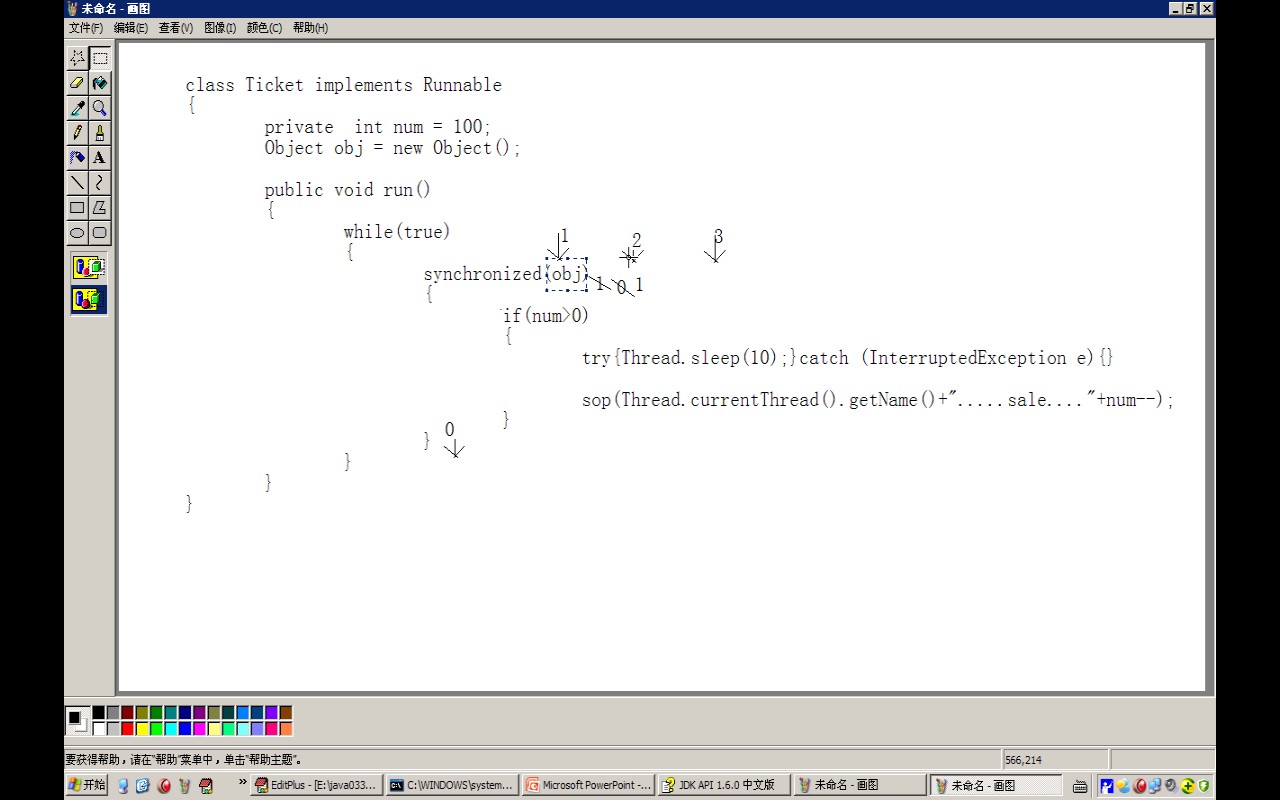 未命名 - 画图
文件(F) 编辑(E) 查看(V) 图像(I) 颜色(C) 帮助(H)
class Ticket implements Runnable
{
private int num = 100;
Object obj = new Object();
public void run()
{
while(true)
1 2 3
{
synchronized(obj) 1 0 1
{
if(num>0)
{
try{Thread.sleep(10);}catch (InterruptedException e){}
sop(Thread.currentThread().getName()+".....sale...."+num--);
}
0
}
}
}
}
要获得帮助，请在“帮助”菜单中，单击“帮助主题”。 566,214
开始 » EditPlus - [E:\java033... C:\WINDOWS\system... Microsoft PowerPoint -... JDK API 1.6.0 中文版 未命名 - 画图 未命名 - 画图